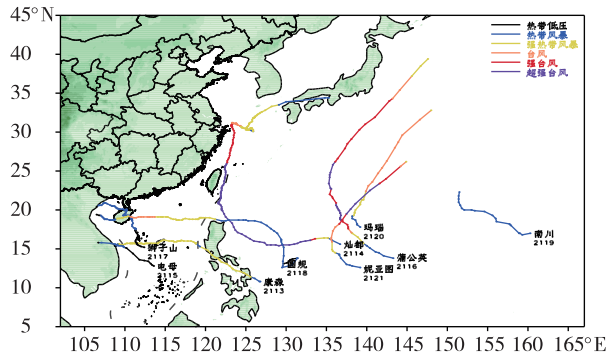 45°N
40
35
30
25
20
15
10
5
热带低压
热带风暴
强热带风暴
台风
强台风
超强台风
狮子山
2117
电母
2115
康森
2113
圆规
2118
灿都
2114
玛瑙
2120
蒲公英
2116
妮亚图
2121
南川
2119
105 110 115 120 125 130 135 140 145 150 155 160 165°E